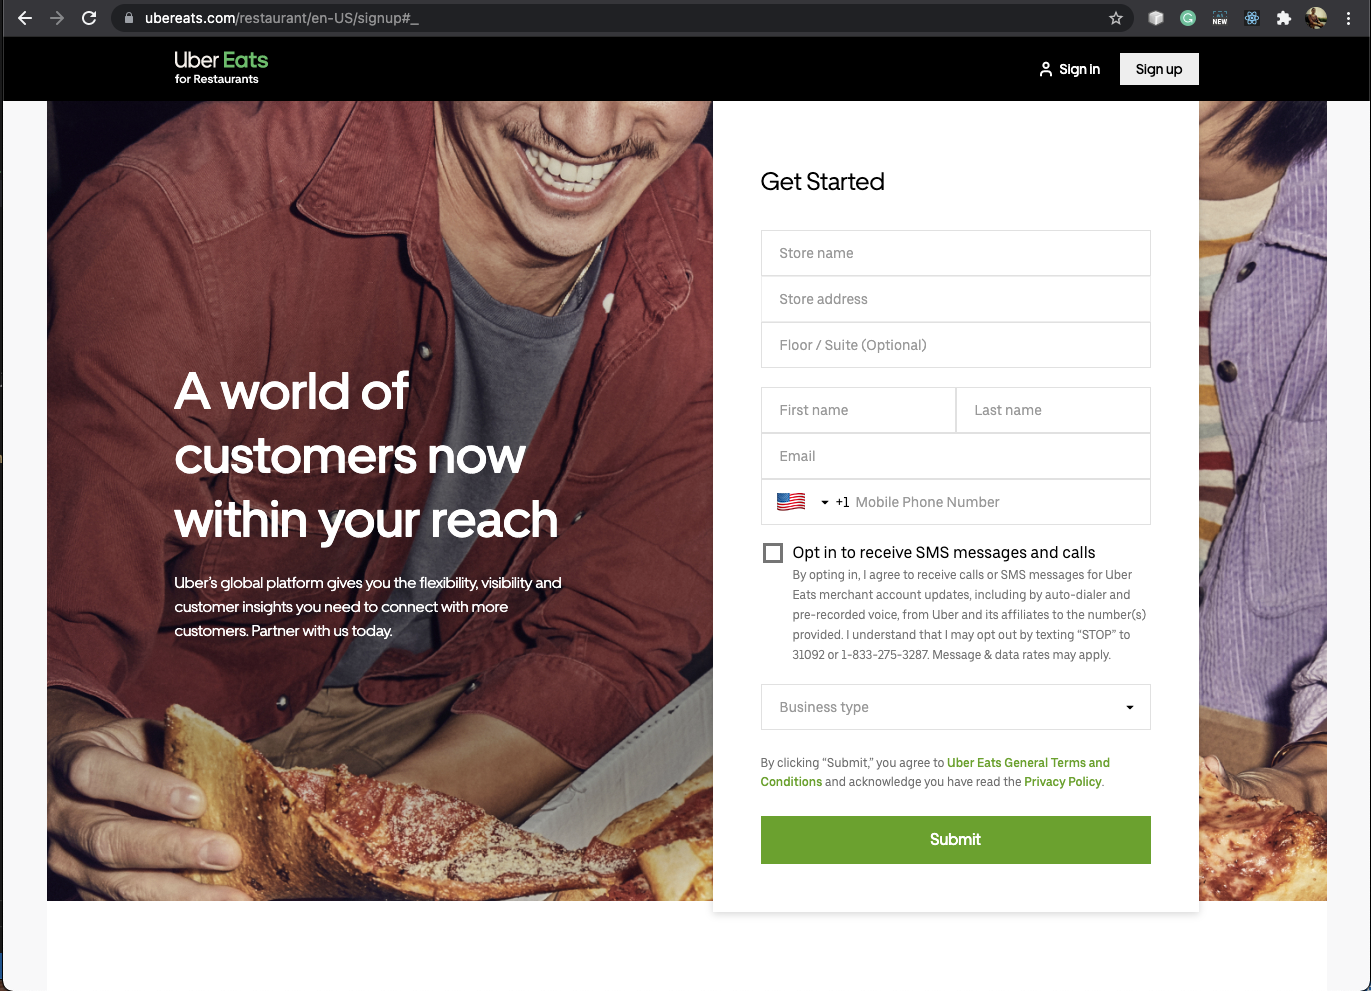 ubereats.com/restaurant/en-US/signup#_
NEW
Uber Eats
for Restaurants
Sign in
Sign up
A world of
customers now
within your reach
Uber's global platform gives you the flexibility, visibility and
customer insights you need to connect with more
customers. Partner with us today.
Get Started
Store name
Store address
Floor / Suite (Optional)
First name
Last name
Email
+1 Mobile Phone Number
Opt in to receive SMS messages and calls
By opting in, I agree to receive calls or SMS messages for Uber
Eats merchant account updates, including by auto-dialer and
pre-recorded voice, from Uber and its affiliates to the number(s)
provided. I understand that I may opt out by texting “STOP” to
31092 or 1-833-275-3287. Message & data rates may apply.
Business type
By clicking “Submit,” you agree to Uber Eats General Terms and
Conditions and acknowledge you have read the Privacy Policy.
Submit